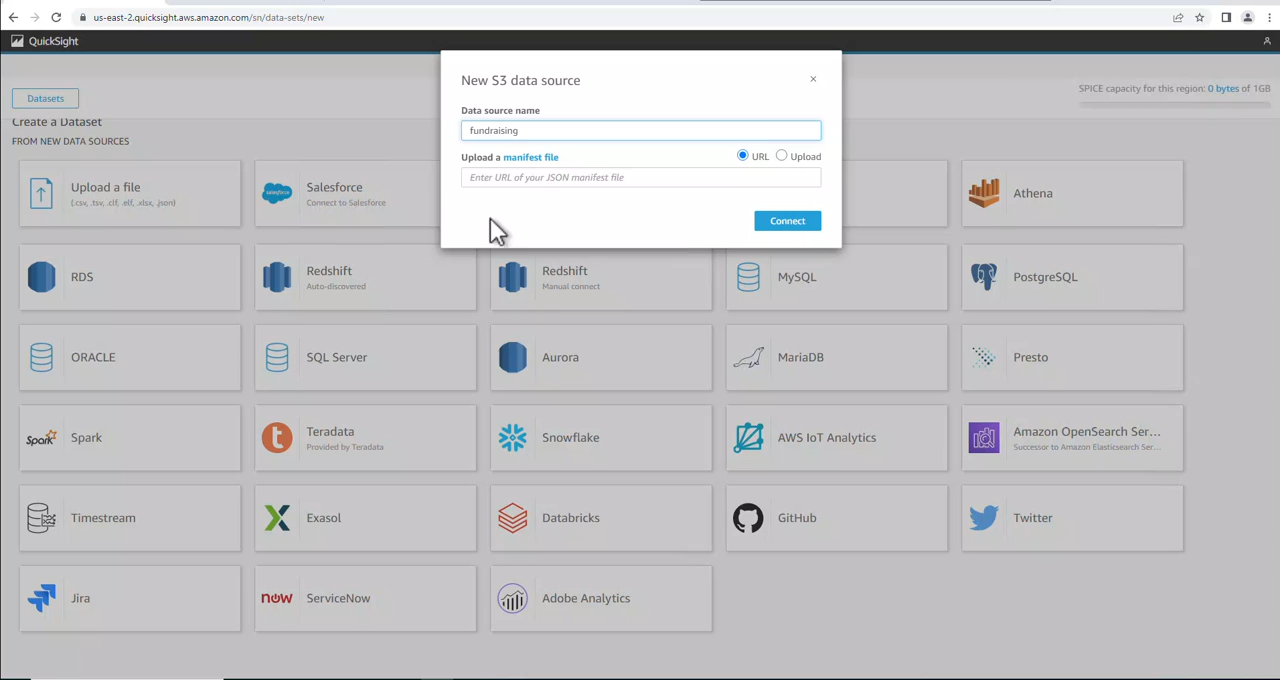 us-east-2.quicksight.aws.amazon.com/sn/data-sets/new
QuickSight
New S3 data source
Data source name
fundraising
Upload a manifest file
URL
Upload
Enter URL of your JSON manifest file
Connect
Datasets
SPICE capacity for this region: 0 bytes of 1GB
Create a Dataset
FROM NEW DATA SOURCES
Upload a file
(.csv, .tsv, .clf, .elf, .xlsx, .json)
Salesforce
Connect to Salesforce
salesforce
Athena
RDS
Redshift
Auto-discovered
Redshift
Manual connect
MySQL
PostgreSQL
ORACLE
SQL Server
Aurora
MariaDB
Presto
Spark
Spark
Teradata
Provided by Teradata
Snowflake
AWS IoT Analytics
Amazon OpenSearch Ser...
Successor to Amazon Elasticsearch Ser...
Timestream
Exasol
Databricks
GitHub
Twitter
Jira
now
ServiceNow
Adobe Analytics